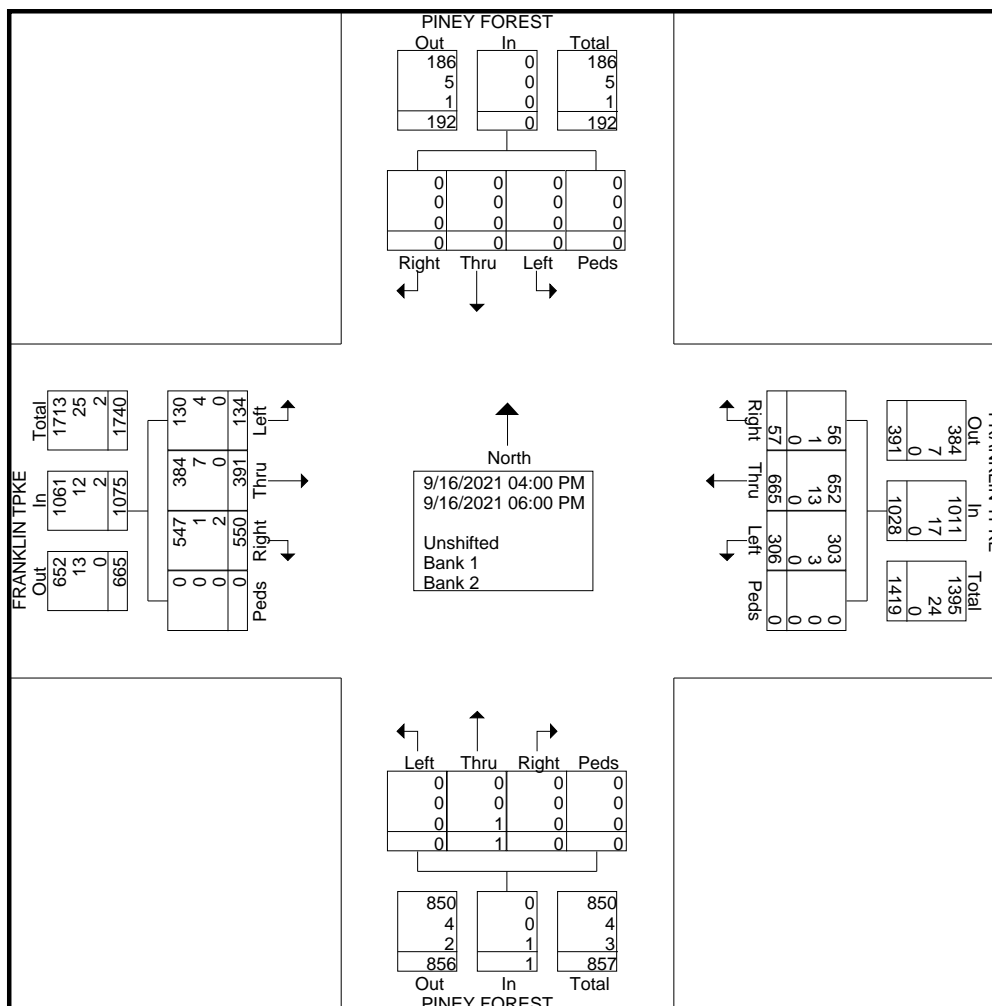 PINEY FOREST
Out In Total
186 0 186
5 0 5
1 0 1
192 0 192
0 0 0 0
0 0 0 0
0 0 0 0
0 0 0 0
Right Thru Left Peds
FRANKLIN TPKE
Total In Out
1713 1061 652
25 12 13
2 2 0
1740 1075 665
130 384 547 0
4 7 1 0
0 0 2 0
134 391 550 0
Left Thru Right Peds
North
9/16/2021 04:00 PM
9/16/2021 06:00 PM
Unshifted
Bank 1
Bank 2
Right Thru Left Peds
56 652 303 0
1 13 3 0
0 0 0 0
57 665 306 0
FRANKLIN TPKE
Out In Total
384 1011 1395
7 17 24
0 0 0
391 1028 1419
Left Thru Right Peds
0 0 0 0
0 0 0 0
0 1 0 0
0 1 0 0
850 0 850
4 0 4
2 1 3
856 1 857
Out In Total
PINEY FOREST